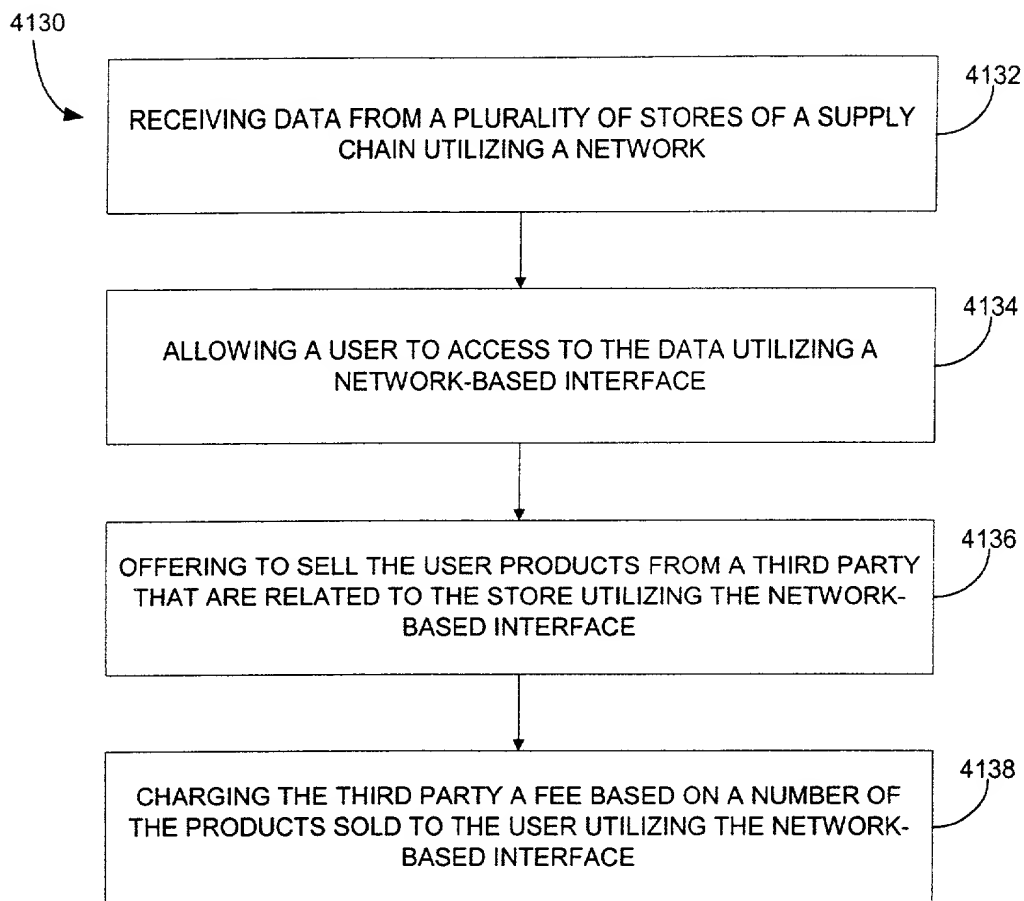 4130
4132
RECEIVING DATA FROM A PLURALITY OF STORES OF A SUPPLY
CHAIN UTILIZING A NETWORK
4134
ALLOWING A USER TO ACCESS TO THE DATA UTILIZING A
NETWORK-BASED INTERFACE
4136
OFFERING TO SELL THE USER PRODUCTS FROM A THIRD PARTY
THAT ARE RELATED TO THE STORE UTILIZING THE NETWORK-
BASED INTERFACE
4138
CHARGING THE THIRD PARTY A FEE BASED ON A NUMBER OF
THE PRODUCTS SOLD TO THE USER UTILIZING THE NETWORK-
BASED INTERFACE